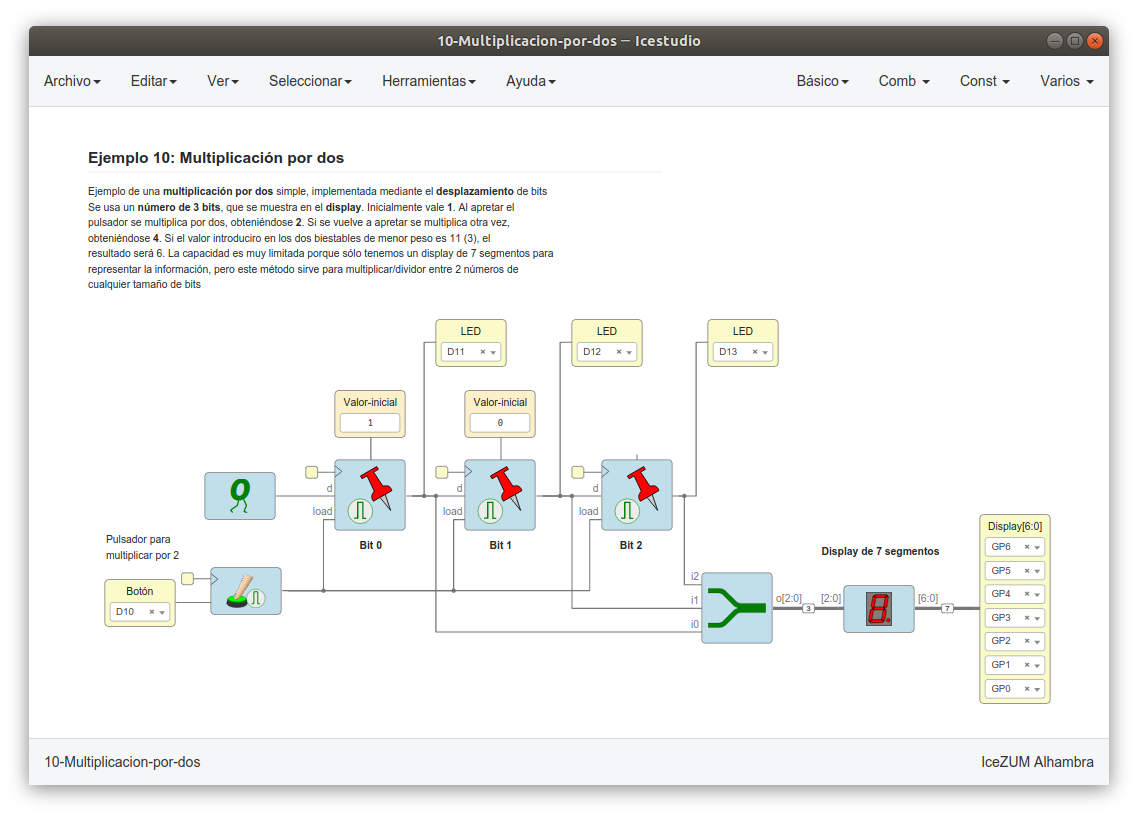 10-Multiplicacion-por-dos — Icestudio
Archivo Editar Ver Seleccionar Herramientas Ayuda Básico Comb Const Varios
Ejemplo 10: Multiplicación por dos
Ejemplo de una multiplicación por dos simple, implementada mediante el desplazamiento de bits
Se usa un número de 3 bits, que se muestra en el display. Inicialmente vale 1. Al apretar el
pulsador se multiplica por dos, obteniéndose 2. Si se vuelve a apretar se multiplica otra vez,
obteniéndose 4. Si el valor introduciro en los dos biestables de menor peso es 11 (3), el
resultado será 6. La capacidad es muy limitada porque sólo tenemos un display de 7 segmentos para
representar la información, pero este método sirve para multiplicar/dividor entre 2 números de
cualquier tamaño de bits
LED LED LED
D11 D12 D13
Valor-inicial Valor-inicial
1 0
0
d d d
load load load
Bit 0 Bit 1 Bit 2
Pulsador para
multiplicar por 2
Botón
D10
i2
i1
i0
o[2:0] 3 [2:0]
Display de 7 segmentos
8.
[6:0] 7
Display[6:0]
GP6
GP5
GP4
GP3
GP2
GP1
GP0
10-Multiplicacion-por-dos IceZUM Alhambra